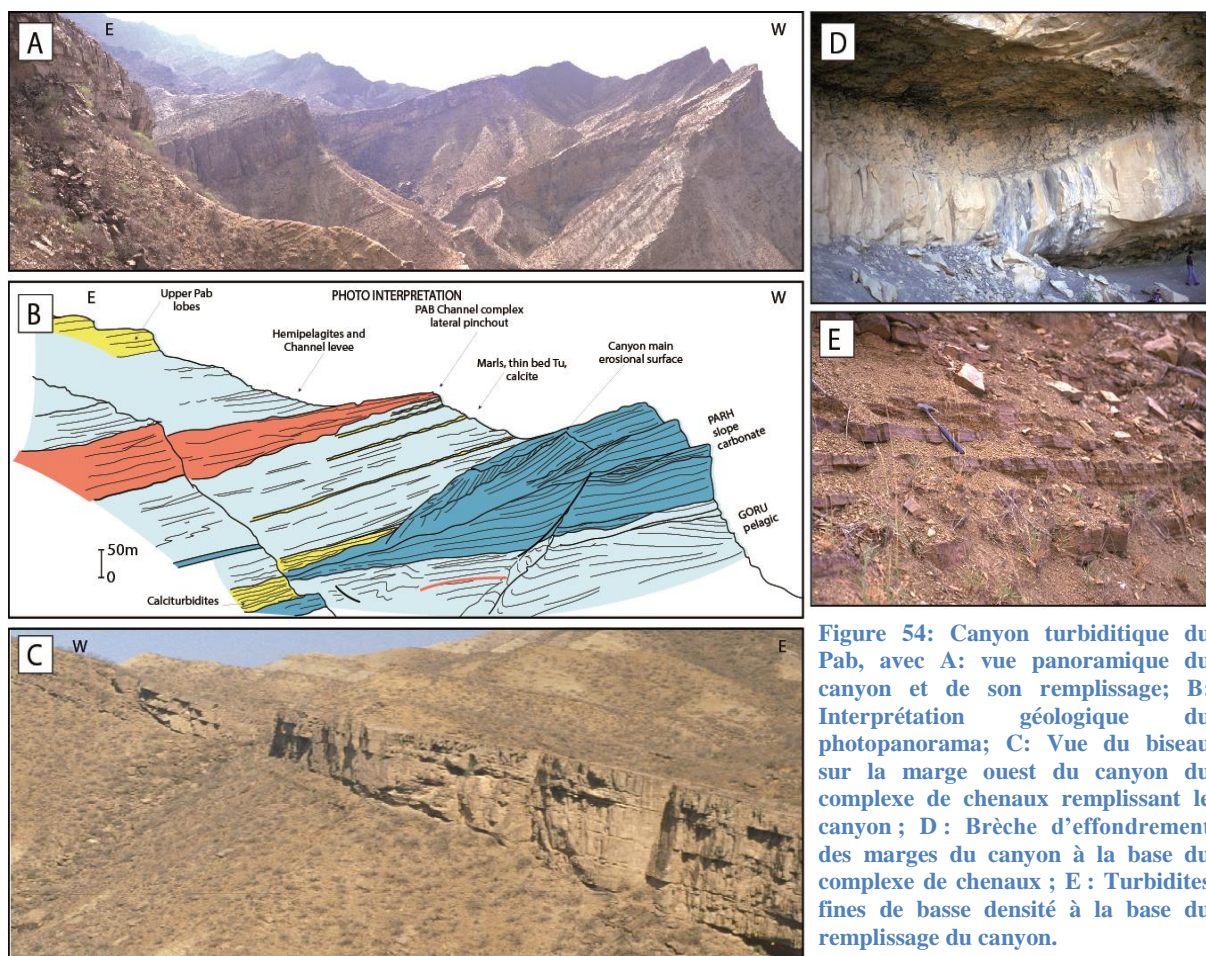 A
E
W
B
E
PHOTO INTERPRETATION
W
Upper Pab
lobes
PAB Channel complex
lateral pinchout
Hemipelagites and
Channel levee
Marls, thin bed Tu,
calcite
Canyon main
erosional surface
PARH
slope
carbonate
GORU
pelagic
50m
0
Calciturbidites
C
W
E
D
E
Figure 54: Canyon turbiditique du
Pab, avec A: vue panoramique du
canyon et de son remplissage; B:
Interprétation géologique du
photopanorama; C: Vue du biseau
sur la marge ouest du canyon du
complexe de chenaux remplissant le
canyon ; D : Brèche d'effondrement
des marges du canyon à la base du
complexe de chenaux ; E : Turbidites
fines de basse densité à la base du
remplissage du canyon.